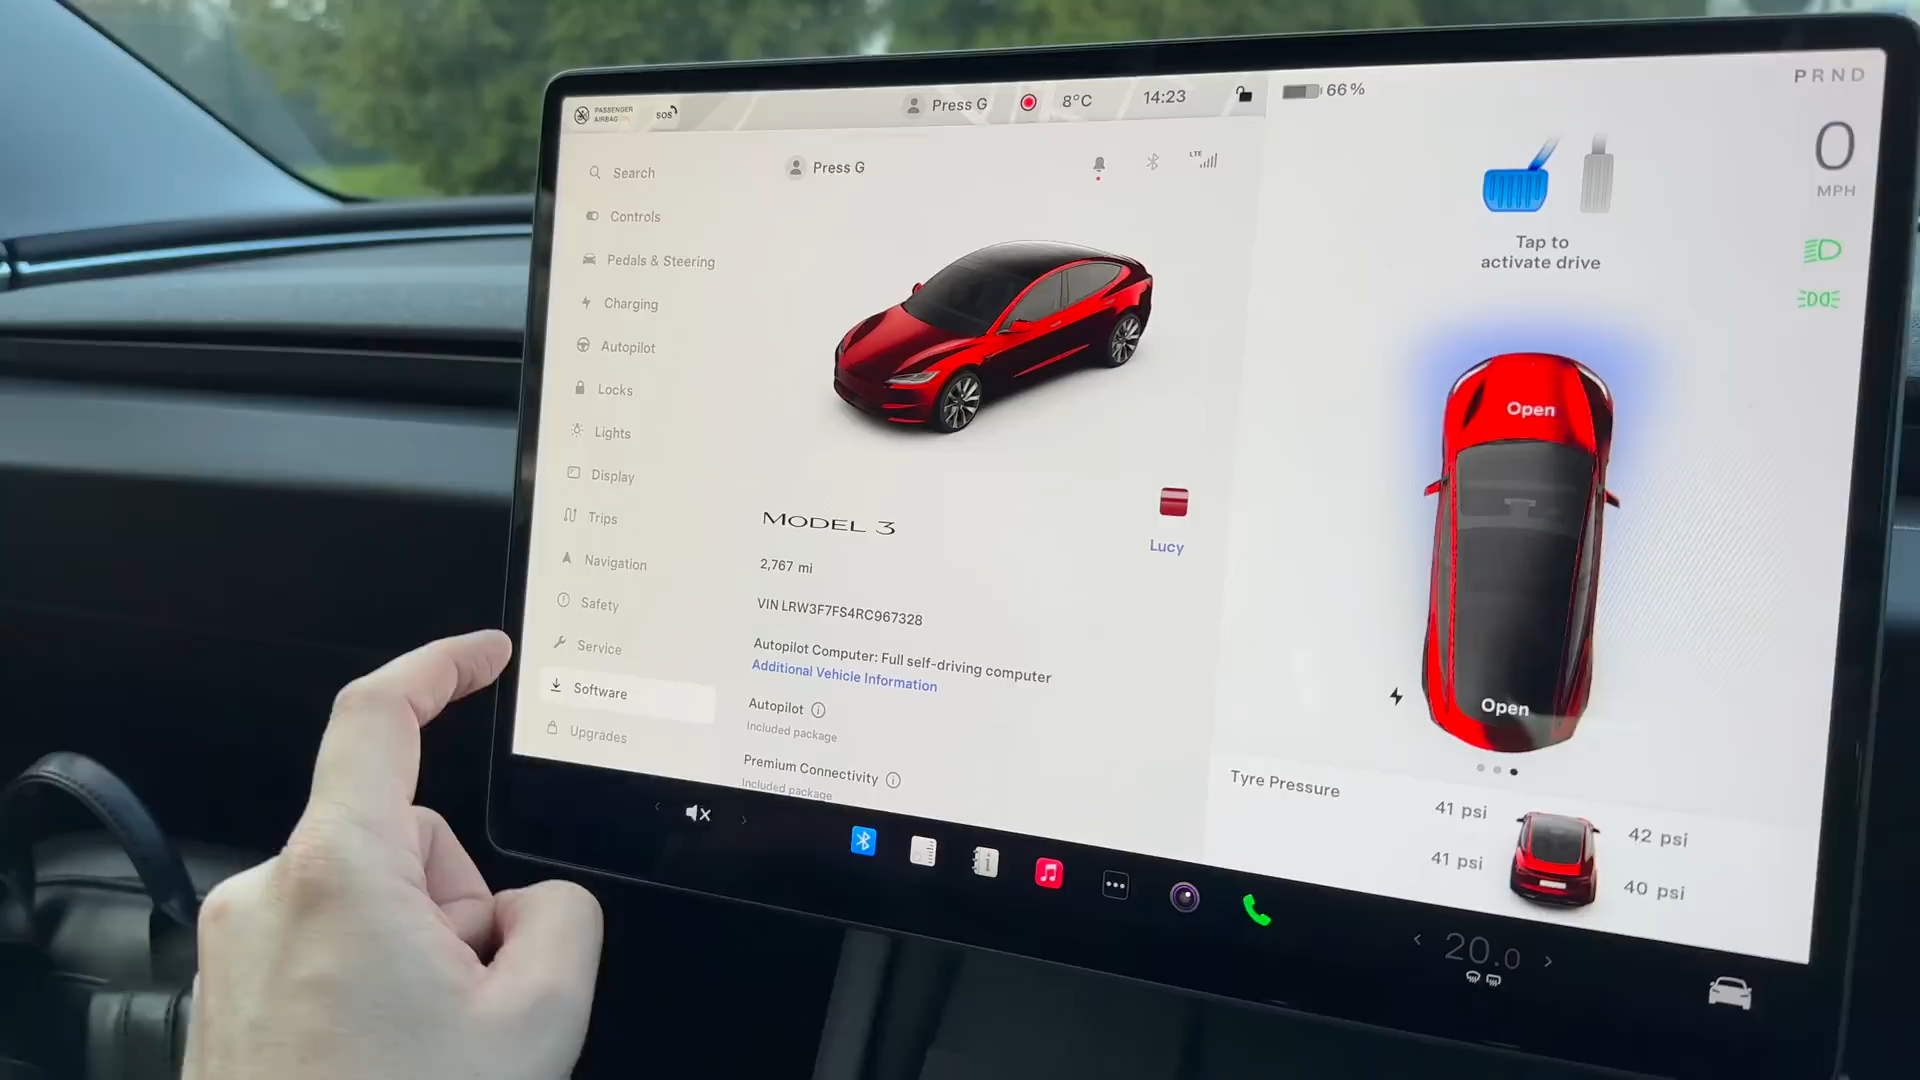 PASSENGER
AIRBAG ON
SOS
Press G
8°C
14:23
66%
PRND
Search
Controls
Pedals & Steering
Charging
Autopilot
Locks
Lights
Display
Trips
Navigation
Safety
Service
Software
Upgrades
Press G
LTE
MODEL 3
Lucy
2,767 mi
VIN LRW3F7FS4RC967328
Autopilot Computer: Full self-driving computer
Additional Vehicle Information
Autopilot
Included package
Premium Connectivity
Included package
0
MPH
Tap to
activate drive
Open
Open
Tyre Pressure
41 psi
42 psi
41 psi
40 psi
20.0